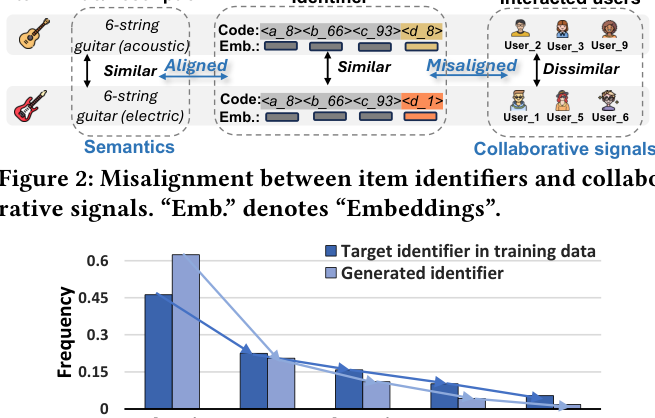 Interacted users
6-string
guitar (acoustic)
Code: <a_8><b_66><c_93><d_8>
Emb.:
User_2 User_3 User_9
Similar
Aligned
Similar
Misaligned
Dissimilar
6-string
guitar (electric)
Code: <a_8><b_66><c_93><d_1>
Emb.:
User_1 User_5 User_6
Semantics
Collaborative signals
Figure 2: Misalignment between item identifiers and collabo
rative signals. “Emb.” denotes “Embeddings”.
Target identifier in training data
Generated identifier
Frequency
0.6
0.45
0.3
0.15
0